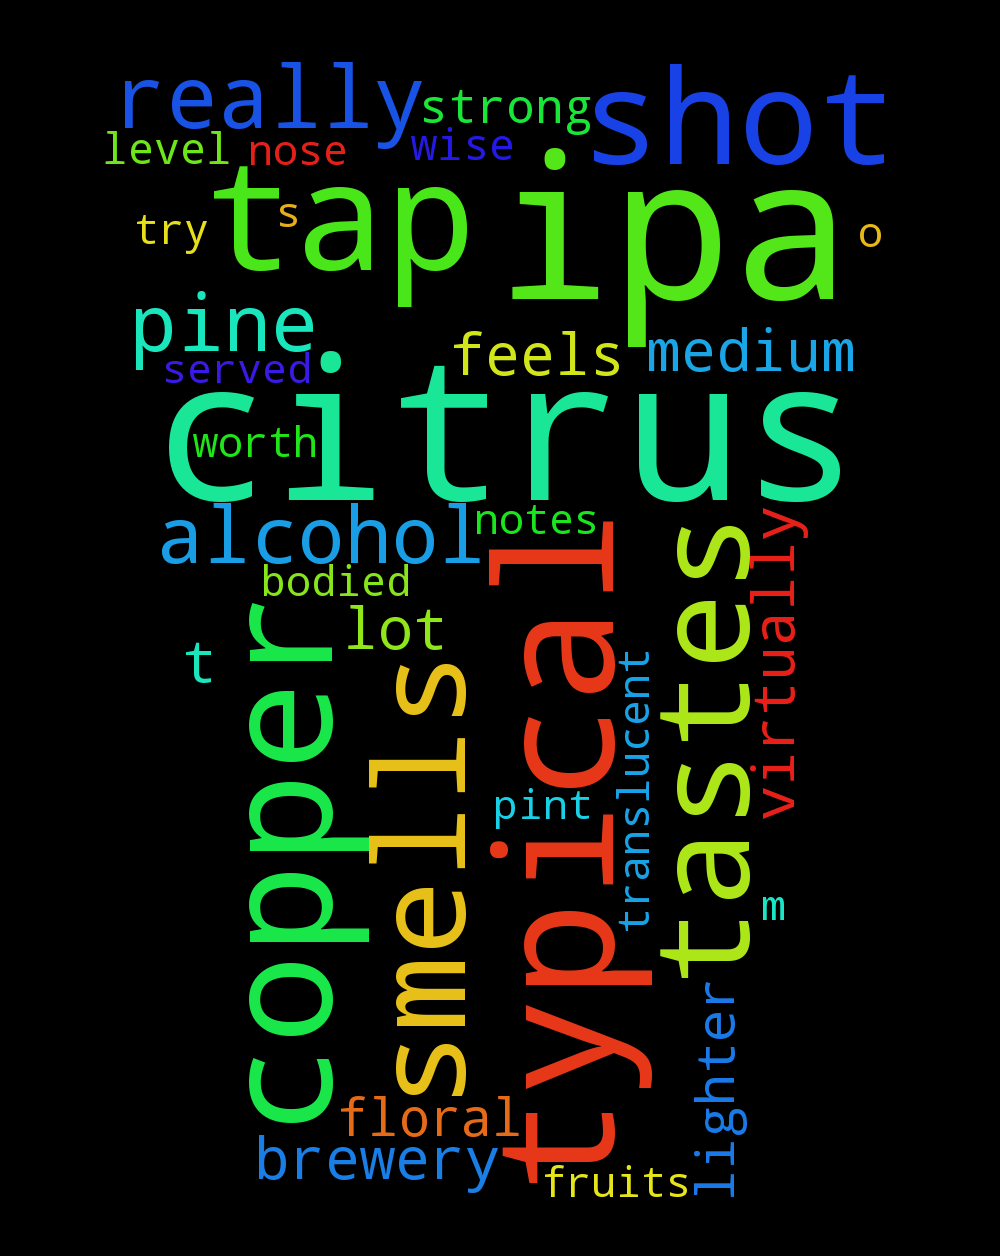 really
strong
shot
level
nose
wise
tap
ipa
try
s
o
pine
served
feels
medium
citrus
worth
alcohol
notes
bodied
lot
t
copper
smells
typical
tastes
virtually
translucent
pint
m
lighter
floral
brewery
fruits